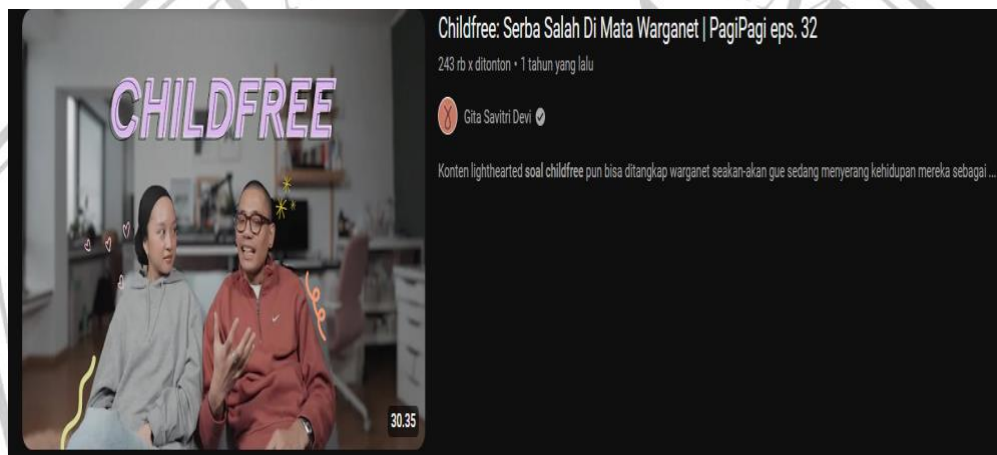 CHILDFREE
30.35
Childfree: Serba Salah Di Mata Warganet | PagiPagi eps. 32
243 rb x ditonton • 1 tahun yang lalu
Gita Savitri Devi
Konten lighthearted soal childfree pun bisa ditangkap warganet seakan-akan gue sedang menyerang kehidupan mereka sebagai ...